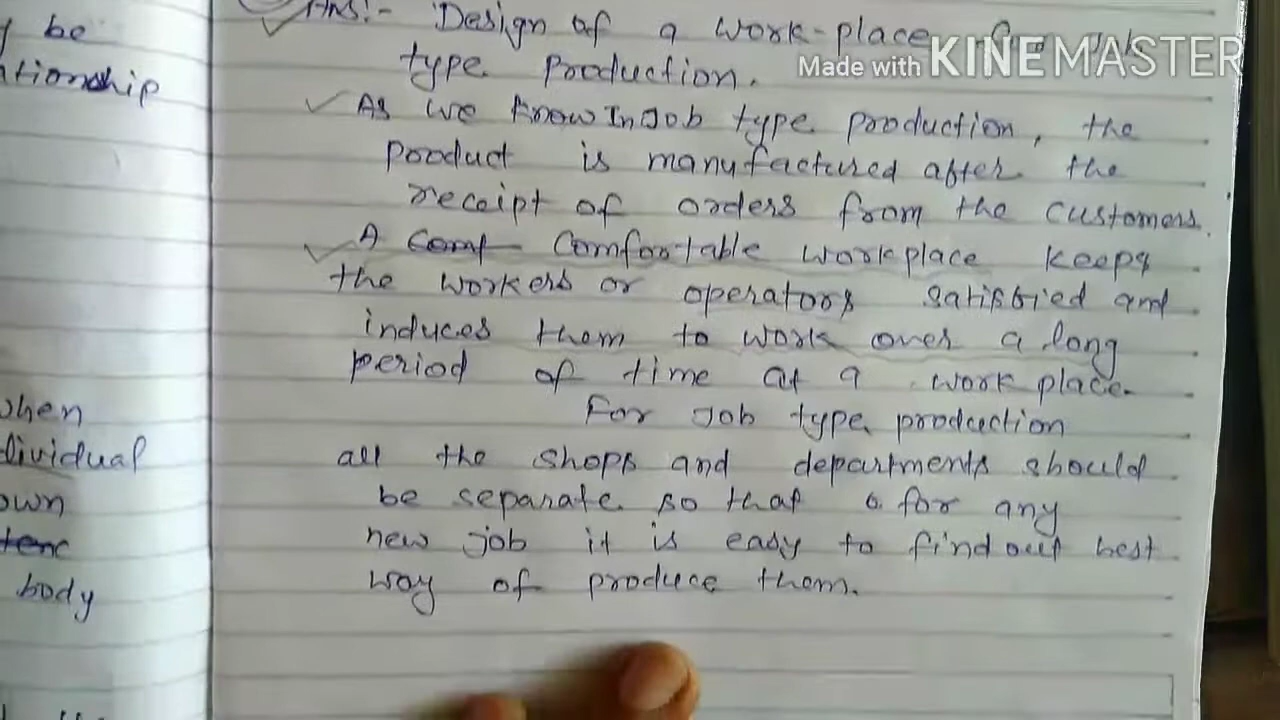 y be
ationship
when
dividual
own
tenc
body
Ans:- Design of a work-place for job
type production.
As we know In Job type production, the
product is manufactured after the
receipt of orders from the customers.
A Comf Comfortable workplace keeps
the workers or operators satisfied and
induces them to work over a long
period of time at a work place.
For Job type production
all the shops and departments should
be separate so that a for any
new job it is easy to find out best
way of produce them.
Made with KINEMASTER